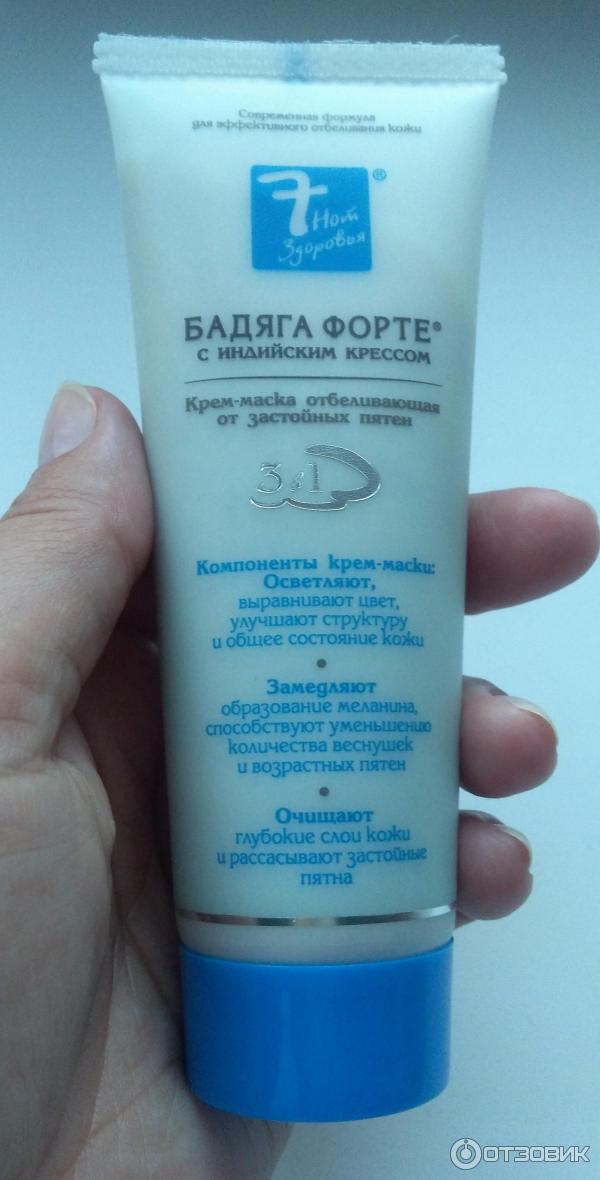 Современная формула
для эффективного отбеливания кожи
7
®
Нот
Здоровья
БАДЯГА ФОРТЕ®
С ИНДИЙСКИМ КРЕССОМ
Крем-маска отбеливающая
от застойных пятен
3 в 1
Компоненты крем-маски:
Осветляют,
выравнивают цвет,
улучшают структуру
и общее состояние кожи
•
Замедляют
образование меланина,
способствуют уменьшению
количества веснушек
и возрастных пятен
•
Очищают
глубокие слои кожи
и рассасывают застойные
пятна
ОТЗОВИК